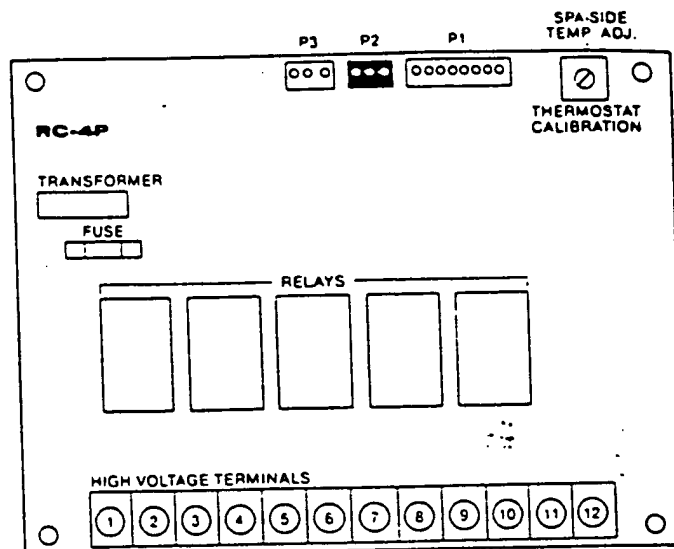 SPA-SIDE
TEMP ADJ.
P3 P2 P1
THERMOSTAT
CALIBRATION
RC-4P
TRANSFORMER
FUSE
RELAYS
HIGH VOLTAGE TERMINALS
1 2 3 4 5 6 7 8 9 10 11 12